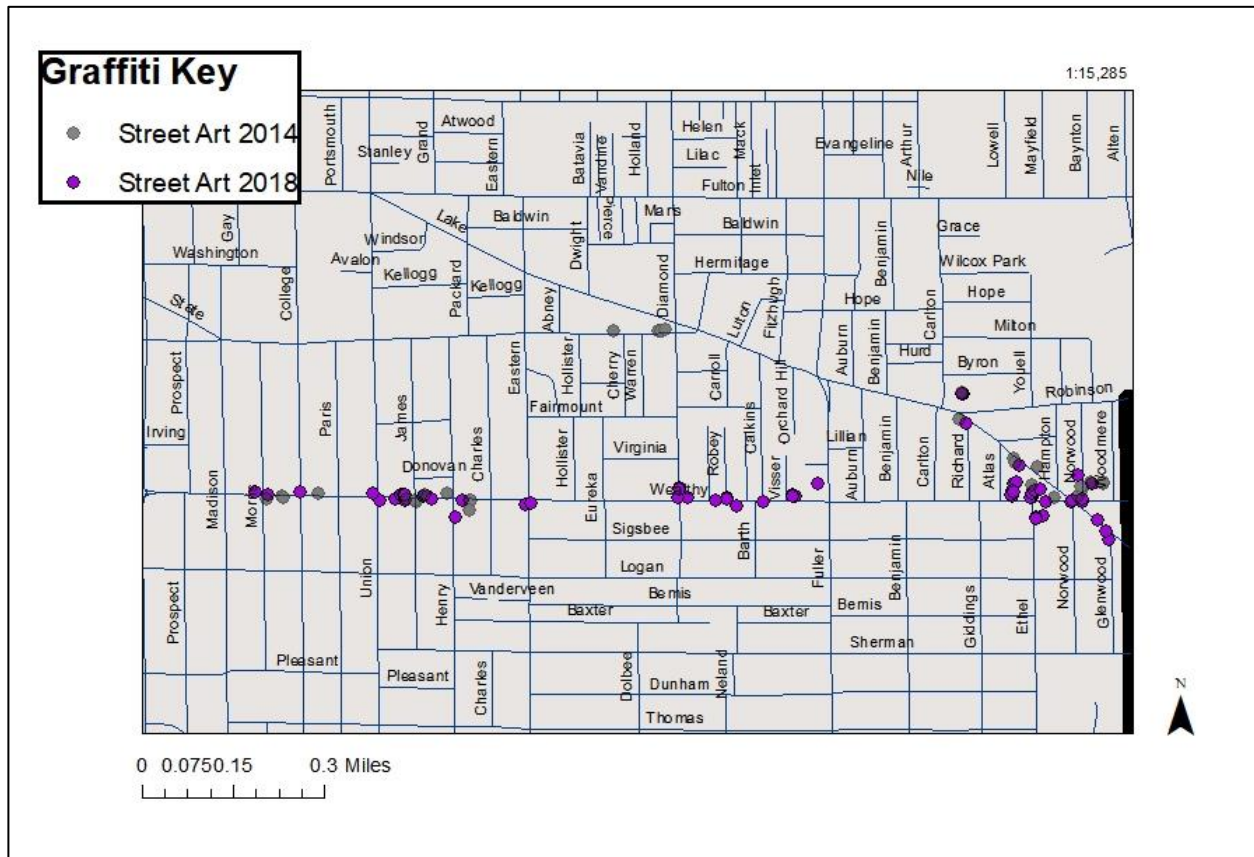 Graffiti Key
Street Art 2014
Street Art 2018
1:15,285
Portsmouth
Stanley
Grand
Atwood
Eastern
Batavia
Vandine
Holland
Helen
Lilac
Fulton
Mack
Inlet
Evangeline
Arthur
Nile
Lowell
Mayfield
Baynton
Alten
Gay
Washington
State
College
Avalon
Windsor
Kellogg
Lake
Packard
Baldwin
Kellogg
Dwight
Pierce
Mars
Baldwin
Hermitage
Abney
Diamond
Luton
Fitzhugh
Hope
Benjamin
Carlton
Grace
Wilcox Park
Hope
Milton
Byron
Youell
Robinson
Prospect
Irving
Madison
Morris
Paris
James
Donovan
Charles
Eastern
Hollister
Cherry
Warren
Fairmount
Hollister
Eureka
Virginia
Carroll
Robey
Calkins
Visser
Orchard Hill
Auburn
Benjamin
Hurd
Lillian
Auburn
Benjamin
Carlton
Richard
Atlas
Hampton
Norwood
Woodmere
Wealthy
Sigsbee
Barth
Logan
Fuller
Benjamin
Giddings
Ethel
Norwood
Glenwood
Prospect
Union
Henry
Vanderveen
Bemis
Baxter
Baxter
Bemis
Sherman
Pleasant
Pleasant
Charles
Dolbee
Neland
Dunham
Thomas
N
0 0.0750.15 0.3 Miles